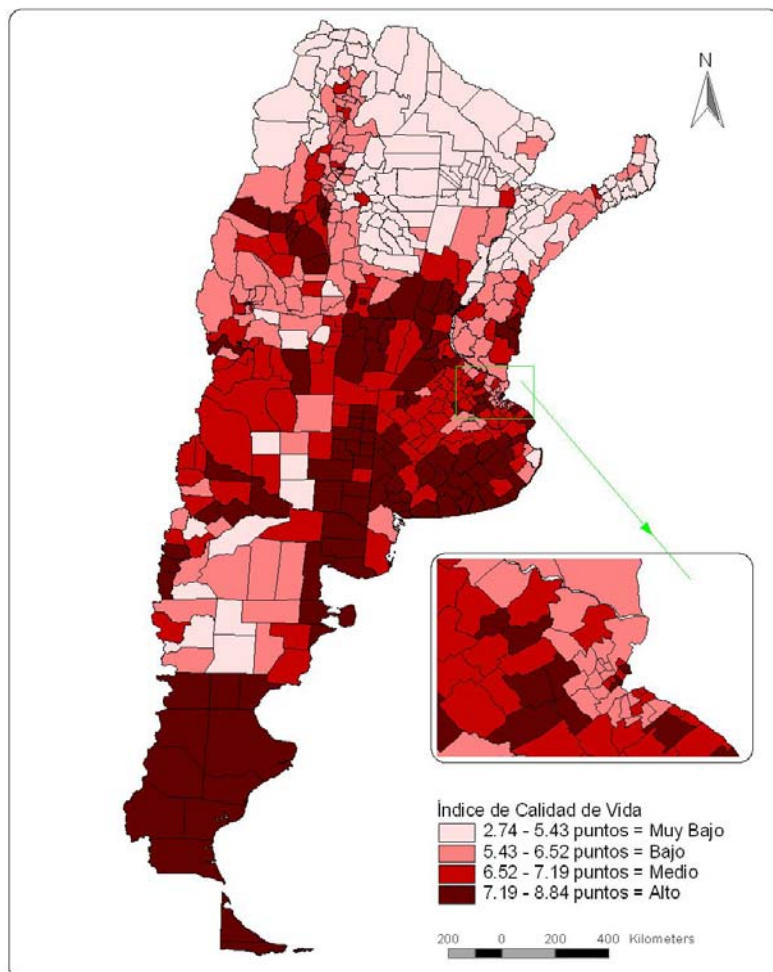 N
Índice de Calidad de Vida
2.74 - 5.43 puntos = Muy Bajo
5.43 - 6.52 puntos = Bajo
6.52 - 7.19 puntos = Medio
7.19 - 8.84 puntos = Alto
200 0 200 400 Kilometers